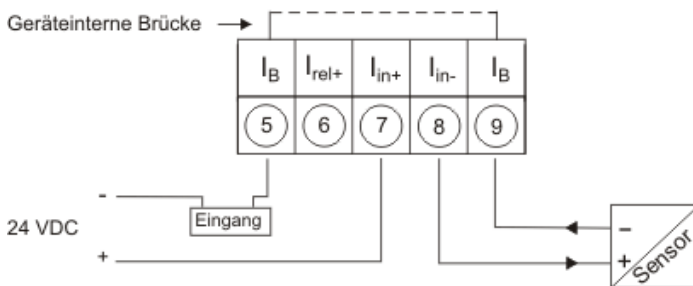 Geräteinterne Brücke
I_B I_rel+ I_in+ I_in- I_B
5 6 7 8 9
-
Eingang
24 VDC
+
-
+
Sensor